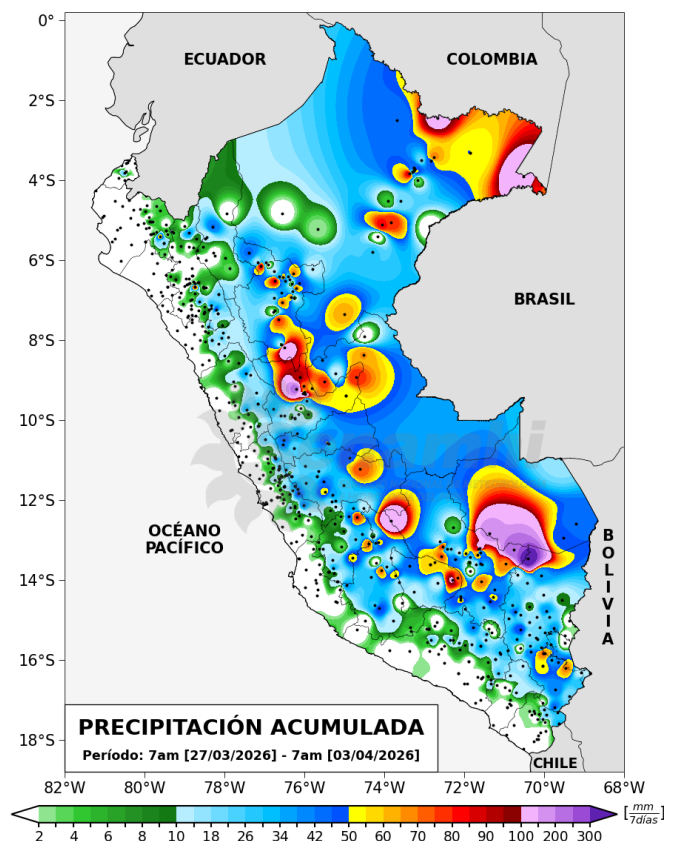 0°
2°S
4°S
6°S
8°S
10°S
12°S
14°S
16°S
18°S
ECUADOR
COLOMBIA
BRASIL
OCÉANO
PACÍFICO
B
O
L
I
V
I
A
CHILE
senamhi
PRECIPITACIÓN ACUMULADA
Período: 7am [27/03/2026] - 7am [03/04/2026]
82°W 80°W 78°W 76°W 74°W 72°W 70°W 68°W
2 4 6 8 10 18 26 34 42 50 60 70 80 90 100 200 300
[mm/7días]